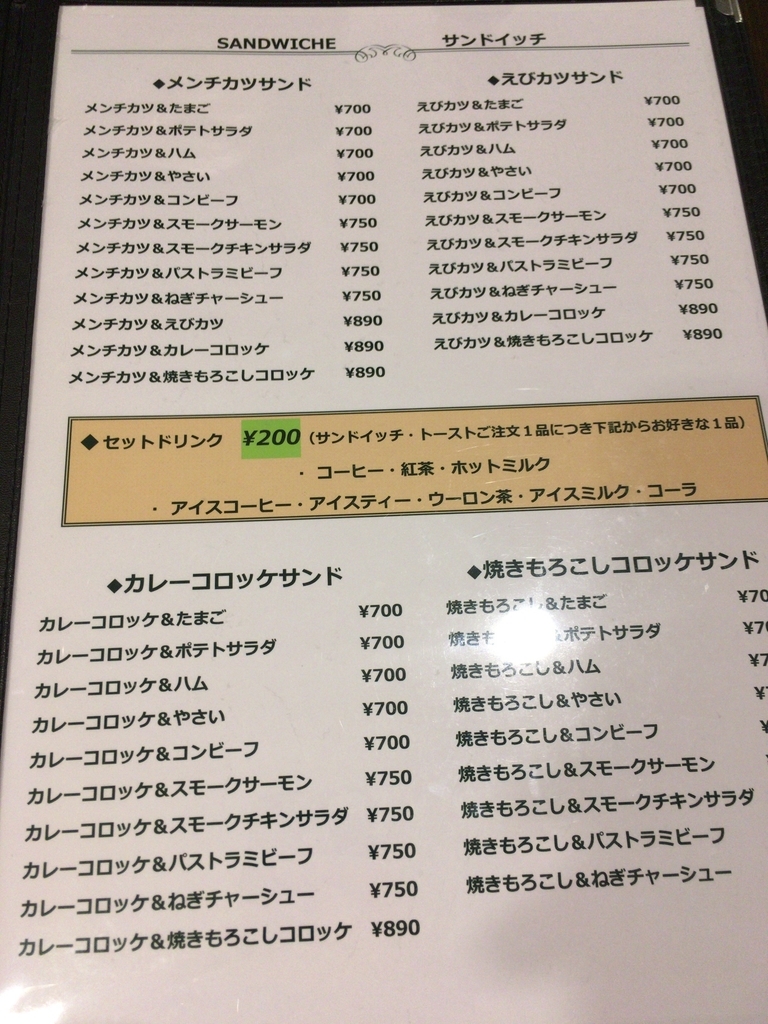 SANDWICHE サンドイッチ
◆メンチカツサンド
メンチカツ＆たまご ¥700
メンチカツ＆ポテトサラダ ¥700
メンチカツ＆ハム ¥700
メンチカツ＆やさい ¥700
メンチカツ＆コンビーフ ¥700
メンチカツ＆スモークサーモン ¥750
メンチカツ＆スモークチキンサラダ ¥750
メンチカツ＆パストラミビーフ ¥750
メンチカツ＆ねぎチャーシュー ¥750
メンチカツ＆えびカツ ¥890
メンチカツ＆カレーコロッケ ¥890
メンチカツ＆焼きもろこしコロッケ ¥890
◆えびカツサンド
えびカツ＆たまご ¥700
えびカツ＆ポテトサラダ ¥700
えびカツ＆ハム ¥700
えびカツ＆やさい ¥700
えびカツ＆コンビーフ ¥700
えびカツ＆スモークサーモン ¥750
えびカツ＆スモークチキンサラダ ¥750
えびカツ＆パストラミビーフ ¥750
えびカツ＆ねぎチャーシュー ¥750
えびカツ＆カレーコロッケ ¥890
えびカツ＆焼きもろこしコロッケ ¥890
◆セットドリンク ¥200（サンドイッチ・トーストご注文１品につき下記からお好きな１品）
・ コーヒー・紅茶・ホットミルク
・ アイスコーヒー・アイスティー・ウーロン茶・アイスミルク・コーラ
◆カレーコロッケサンド
カレーコロッケ＆たまご ¥700
カレーコロッケ＆ポテトサラダ ¥700
カレーコロッケ＆ハム ¥700
カレーコロッケ＆やさい ¥700
カレーコロッケ＆コンビーフ ¥700
カレーコロッケ＆スモークサーモン ¥750
カレーコロッケ＆スモークチキンサラダ ¥750
カレーコロッケ＆パストラミビーフ ¥750
カレーコロッケ＆ねぎチャーシュー ¥750
カレーコロッケ＆焼きもろこしコロッケ ¥890
◆焼きもろこしコロッケサンド
焼きもろこし＆たまご
焼きも ＆ポテトサラダ
焼きもろこし＆ハム
焼きもろこし＆やさい
焼きもろこし＆コンビーフ
焼きもろこし＆スモークサーモン
焼きもろこし＆スモークチキンサラダ
焼きもろこし＆パストラミビーフ
焼きもろこし＆ねぎチャーシュー